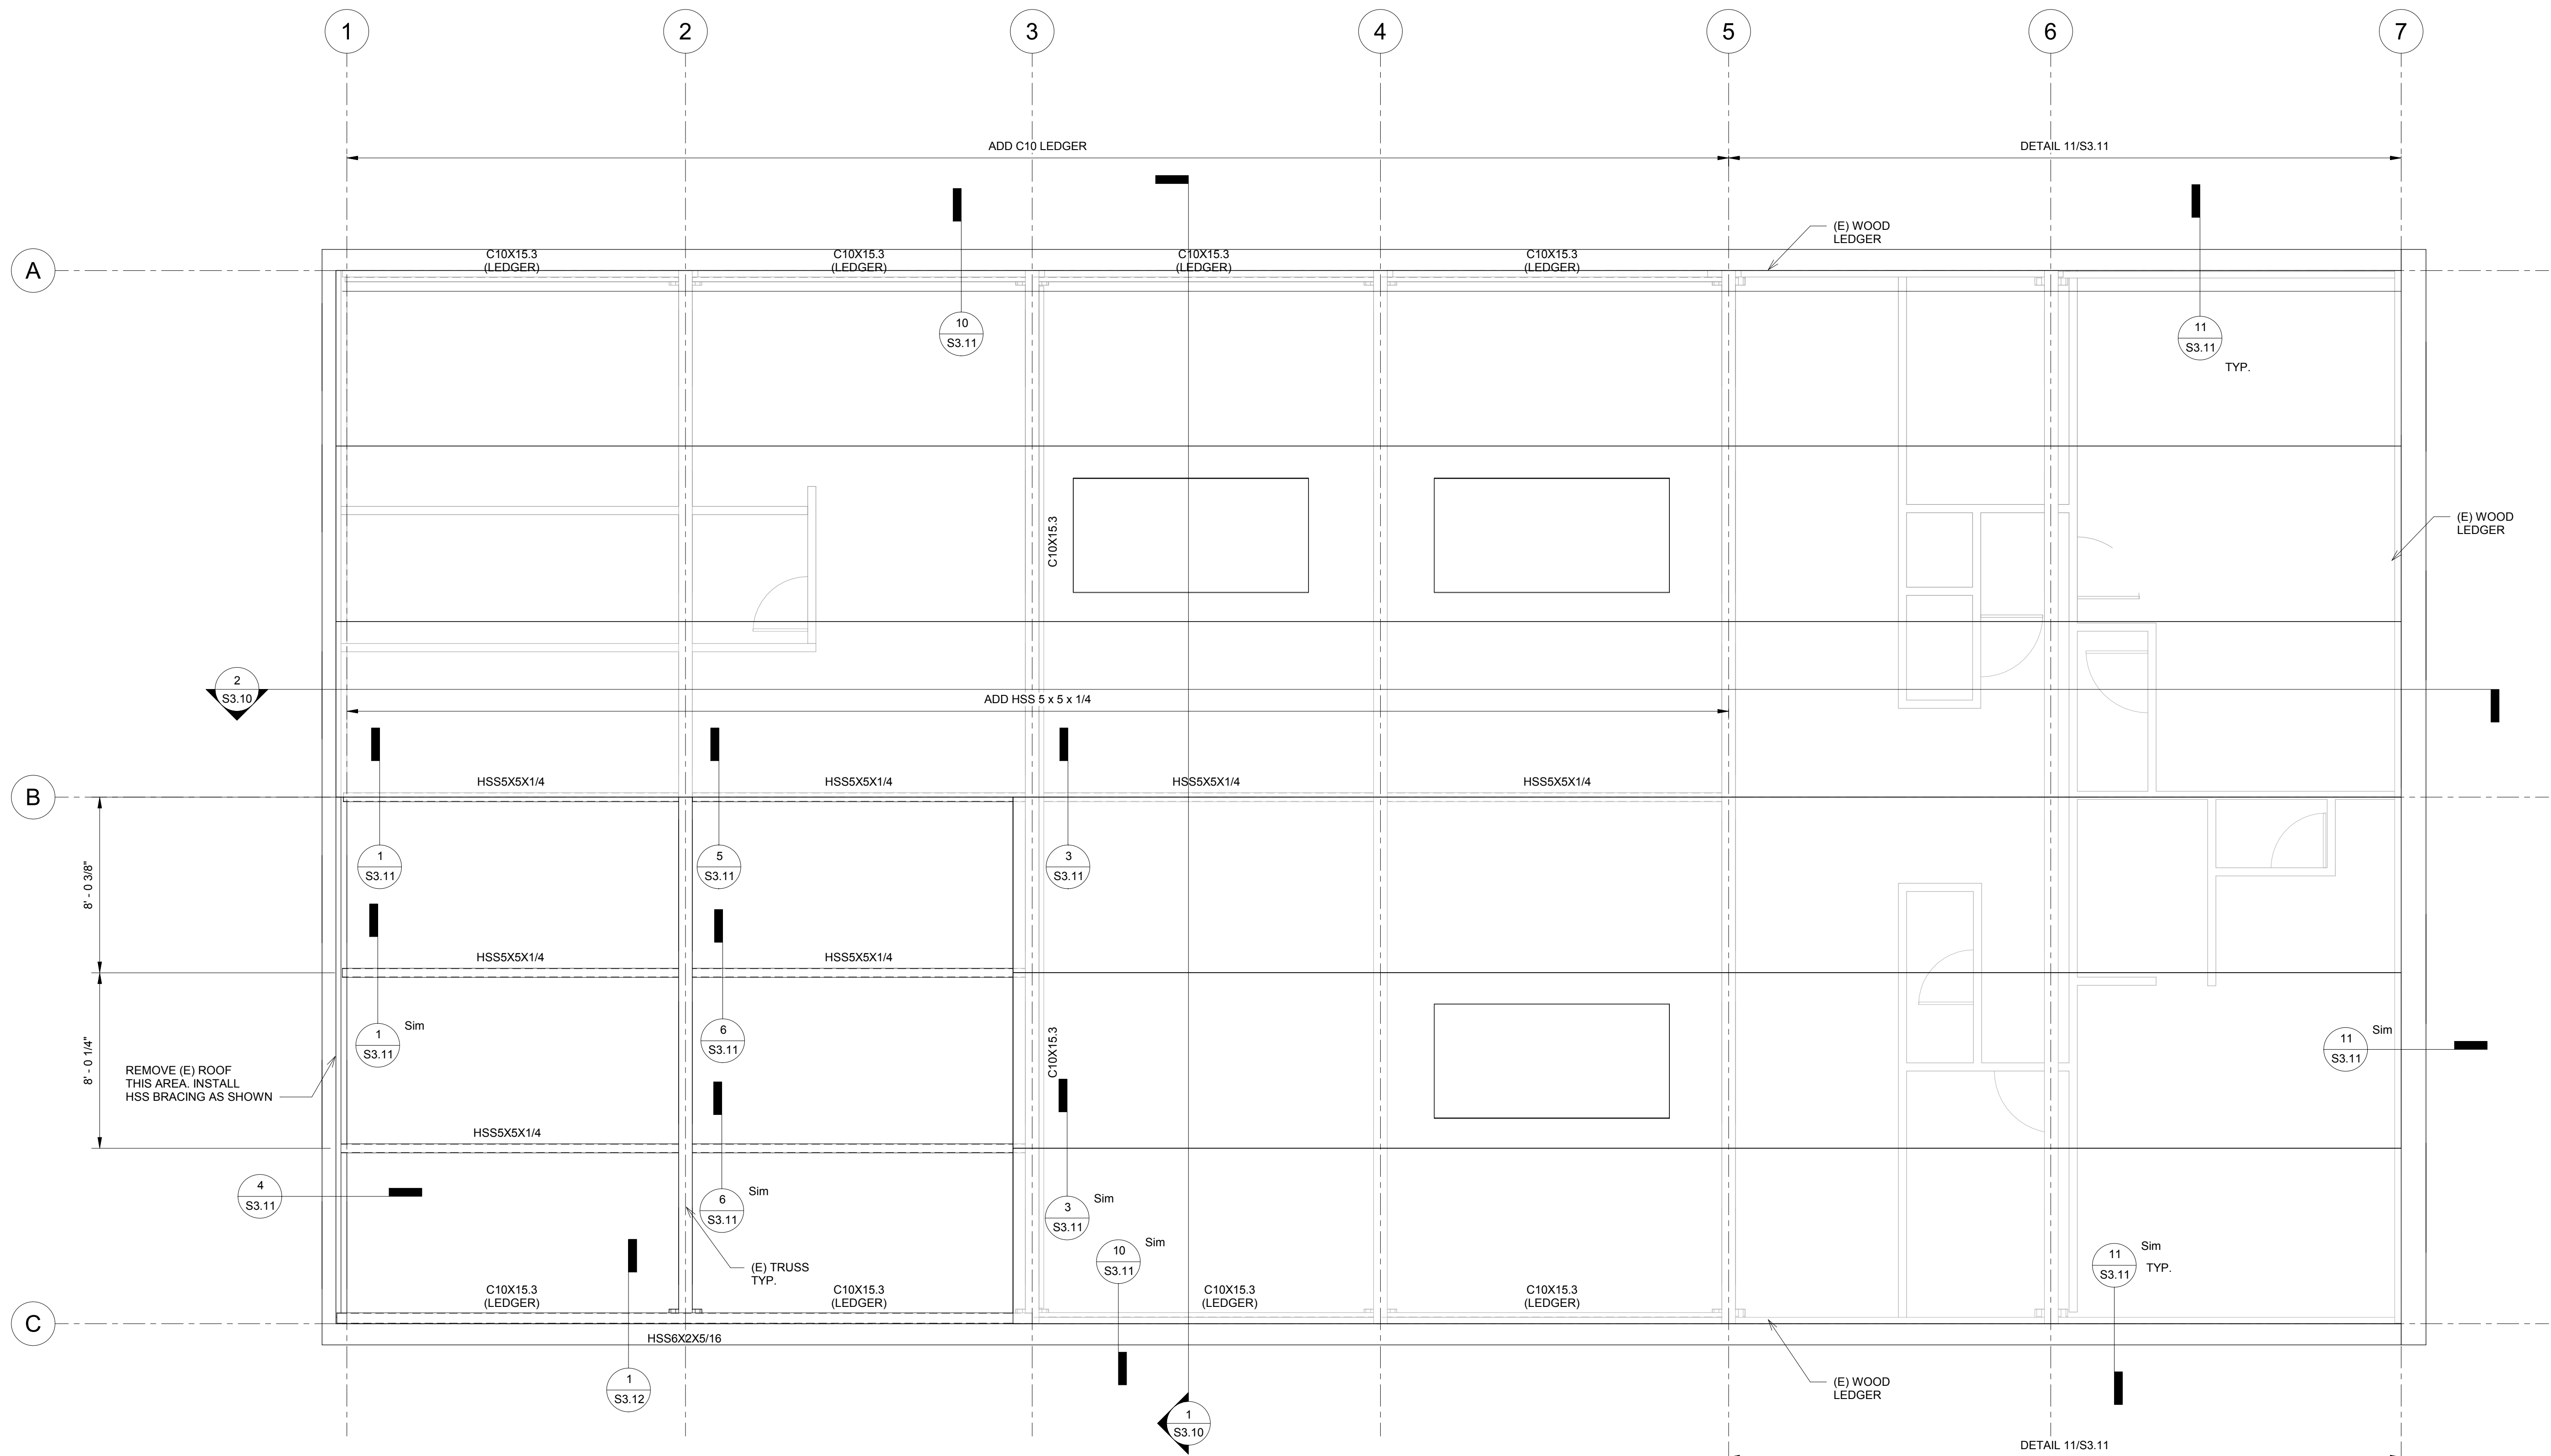 1
2
3
4
5
6
7
ADD C10 LEDGER
DETAIL 11/S3.11
(E) WOOD
LEDGER
A
C10X15.3
(LEDGER)
C10X15.3
(LEDGER)
C10X15.3
(LEDGER)
C10X15.3
(LEDGER)
10
S3.11
11
S3.11
TYP.
C10X15.3
(E) WOOD
LEDGER
2
S3.10
ADD HSS 5 x 5 x 1/4
B
HSS5X5X1/4
HSS5X5X1/4
HSS5X5X1/4
HSS5X5X1/4
8' - 0 3/8"
1
S3.11
5
S3.11
3
S3.11
HSS5X5X1/4
HSS5X5X1/4
8' - 0 1/4"
1
S3.11
Sim
6
S3.11
C10X15.3
11
S3.11
Sim
REMOVE (E) ROOF
THIS AREA. INSTALL
HSS BRACING AS SHOWN
HSS5X5X1/4
4
S3.11
6
S3.11
Sim
3
S3.11
Sim
10
S3.11
Sim
11
S3.11
Sim
TYP.
(E) TRUSS
TYP.
C
C10X15.3
(LEDGER)
C10X15.3
(LEDGER)
C10X15.3
(LEDGER)
C10X15.3
(LEDGER)
HSS6X2X5/16
1
S3.12
(E) WOOD
LEDGER
1
S3.10
DETAIL 11/S3.11